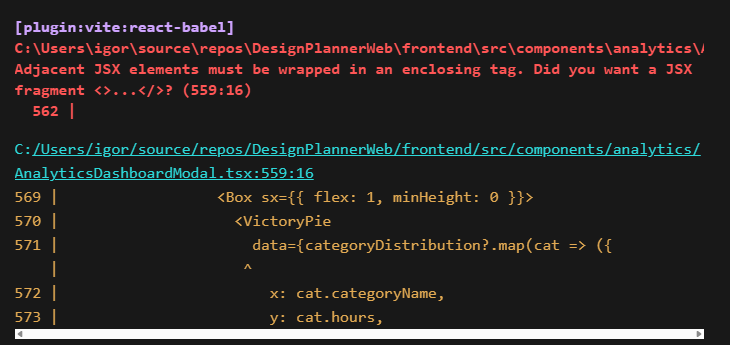 [plugin:vite:react-babel]
C:\Users\igor\source\repos\DesignPlannerWeb\frontend\src\components\analytics\
Adjacent JSX elements must be wrapped in an enclosing tag. Did you want a JSX
fragment <>...</>? (559:16)
562 |
C:/Users/igor/source/repos/DesignPlannerWeb/frontend/src/components/analytics/
AnalyticsDashboardModal.tsx:559:16
569 | <Box sx={{ flex: 1, minHeight: 0 }}>
570 | <VictoryPie
571 | data={categoryDistribution?.map(cat => ({
| ^
572 | x: cat.categoryName,
573 | y: cat.hours,